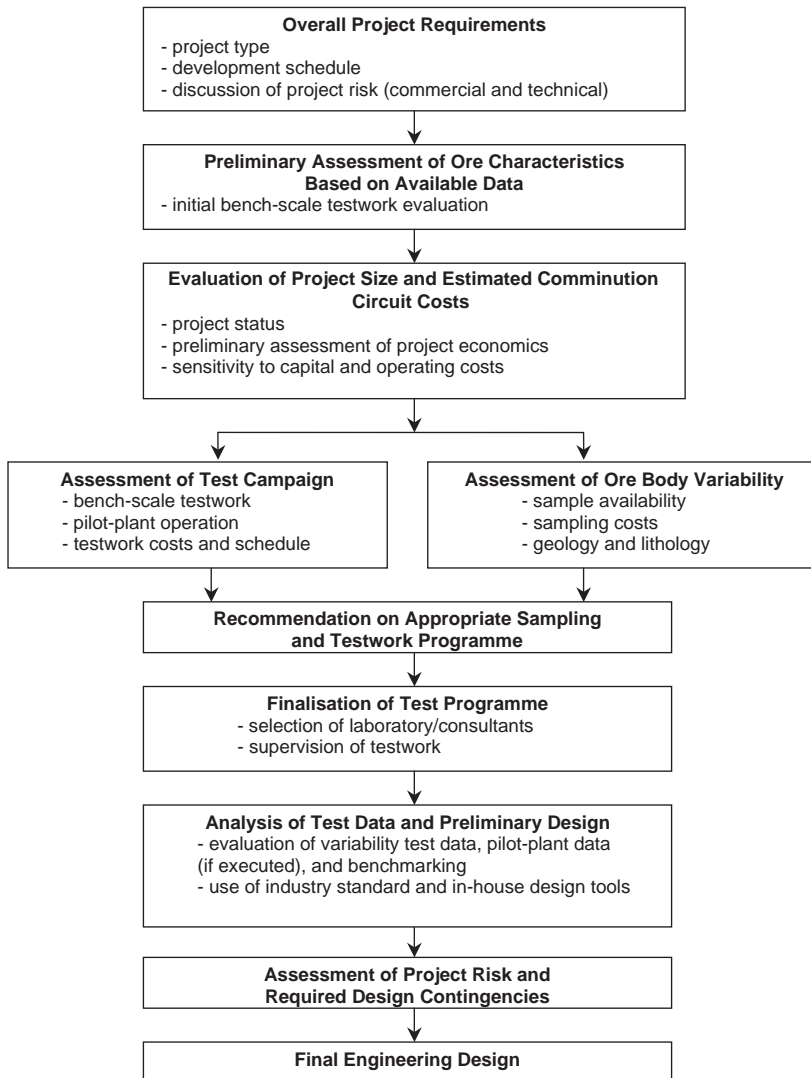 Overall Project Requirements
- project type
- development schedule
- discussion of project risk (commercial and technical)
Preliminary Assessment of Ore Characteristics
Based on Available Data
- initial bench-scale testwork evaluation
Evaluation of Project Size and Estimated Comminution
Circuit Costs
- project status
- preliminary assessment of project economics
- sensitivity to capital and operating costs
Assessment of Test Campaign
- bench-scale testwork
- pilot-plant operation
- testwork costs and schedule
Assessment of Ore Body Variability
- sample availability
- sampling costs
- geology and lithology
Recommendation on Appropriate Sampling
and Testwork Programme
Finalisation of Test Programme
- selection of laboratory/consultants
- supervision of testwork
Analysis of Test Data and Preliminary Design
- evaluation of variability test data, pilot-plant data
(if executed), and benchmarking
- use of industry standard and in-house design tools
Assessment of Project Risk and
Required Design Contingencies
Final Engineering Design